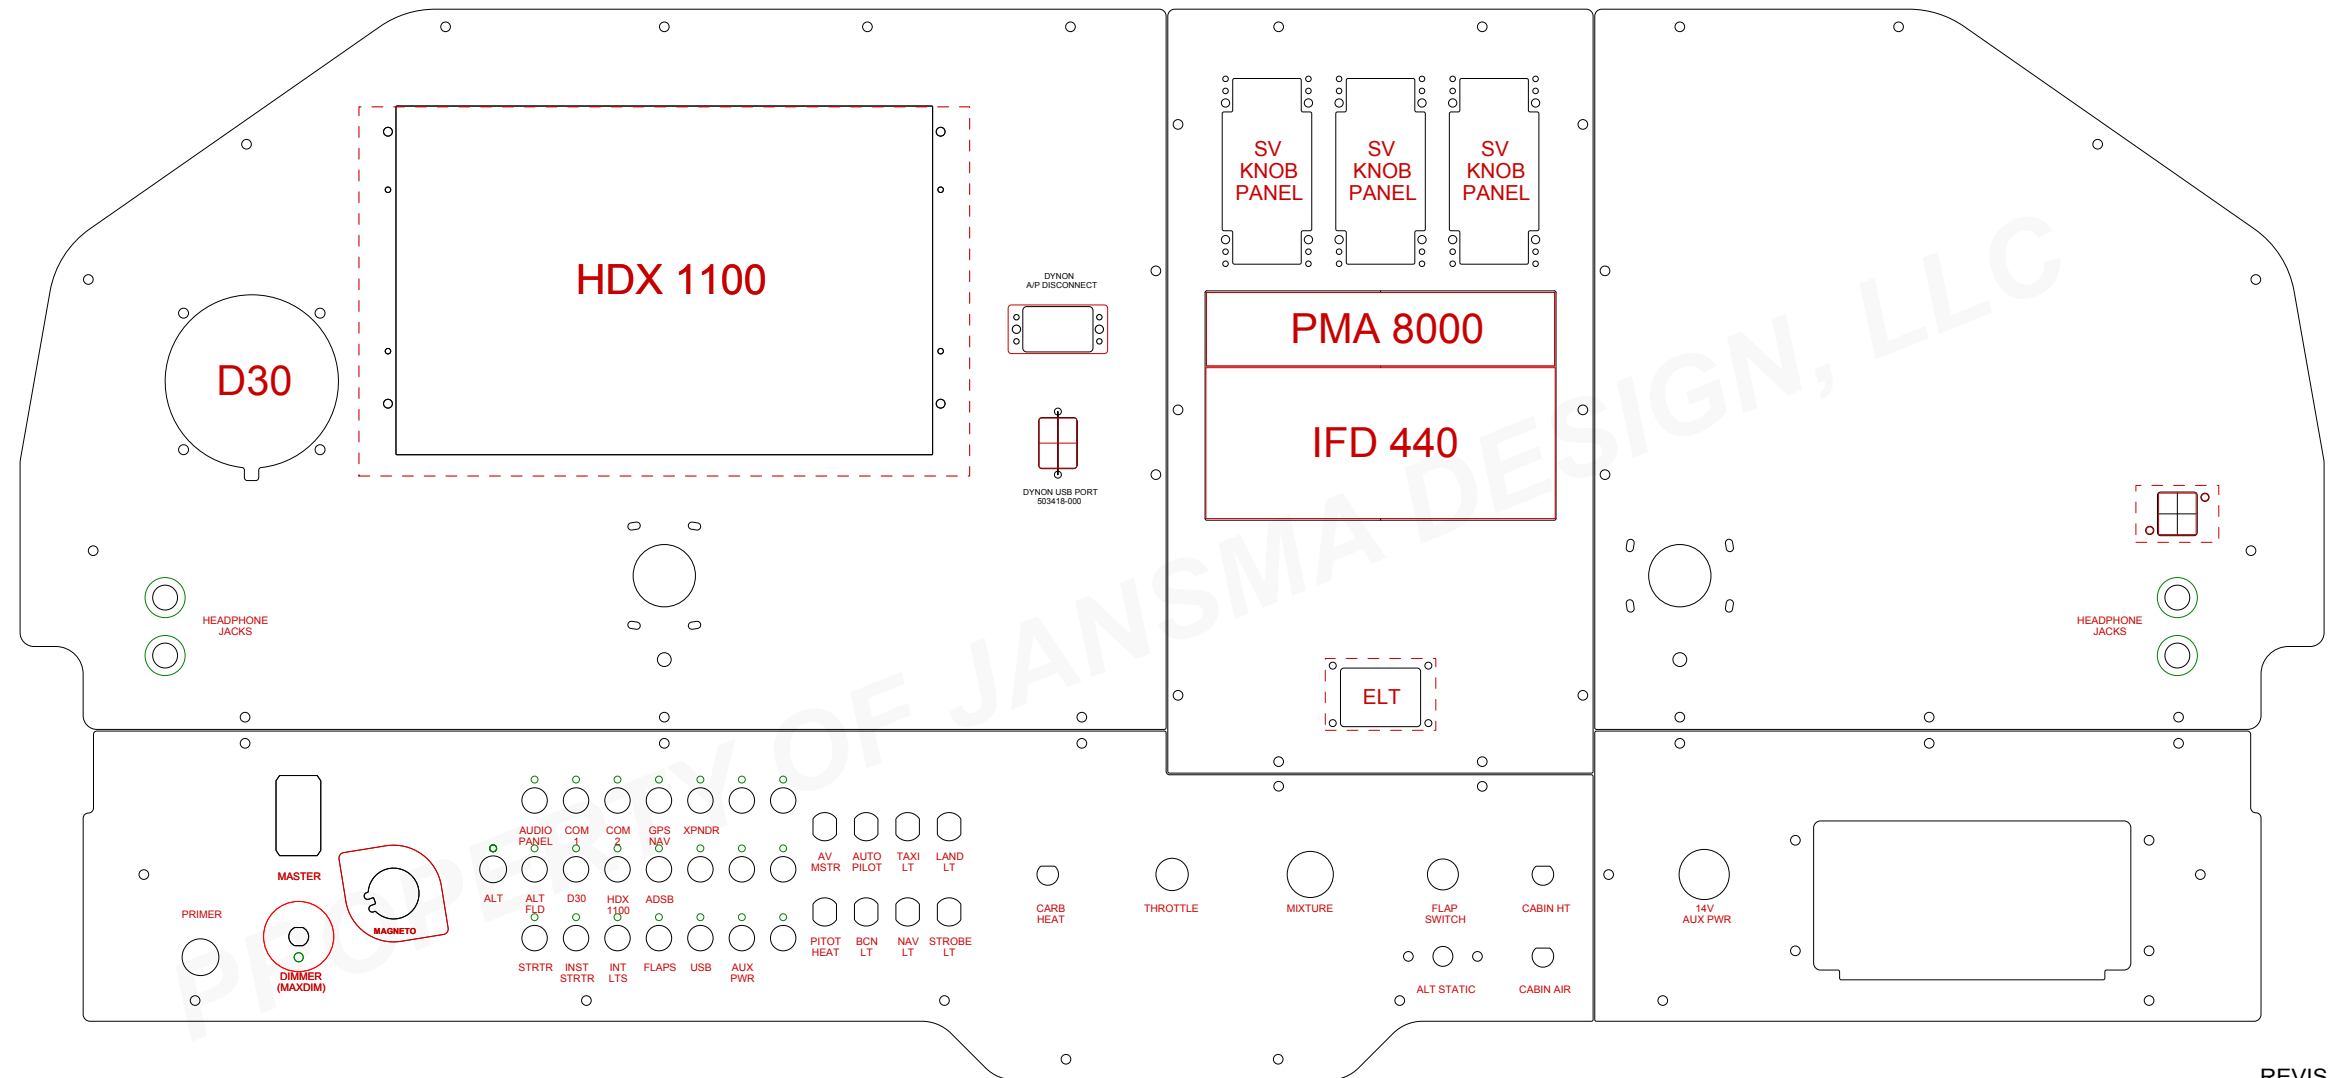 SV
KNOB
PANEL
SV
KNOB
PANEL
SV
KNOB
PANEL
HDX 1100
DYNON
A/P DISCONNECT
PMA 8000
D30
IFD 440
DYNON USB PORT
503418-000
HEADPHONE
JACKS
HEADPHONE
JACKS
ELT
PROPERTY OF JANSMA DESIGN, LLC
AUDIO
PANEL
COM
1
COM
2
GPS
NAV
XPNDR
AV
MSTR
AUTO
PILOT
TAXI
LT
LAND
LT
MASTER
ALT
ALT
FLD
D30
HDX
1100
ADSB
PRIMER
MAGNETO
CARB
HEAT
THROTTLE
MIXTURE
FLAP
SWITCH
CABIN HT
14V
AUX PWR
PITOT
HEAT
BCN
LT
NAV
LT
STROBE
LT
DIMMER
(MAXDIM)
STRTR
INST
STRTR
INT
LTS
FLAPS
USB
AUX
PWR
ALT STATIC
CABIN AIR
REVIS